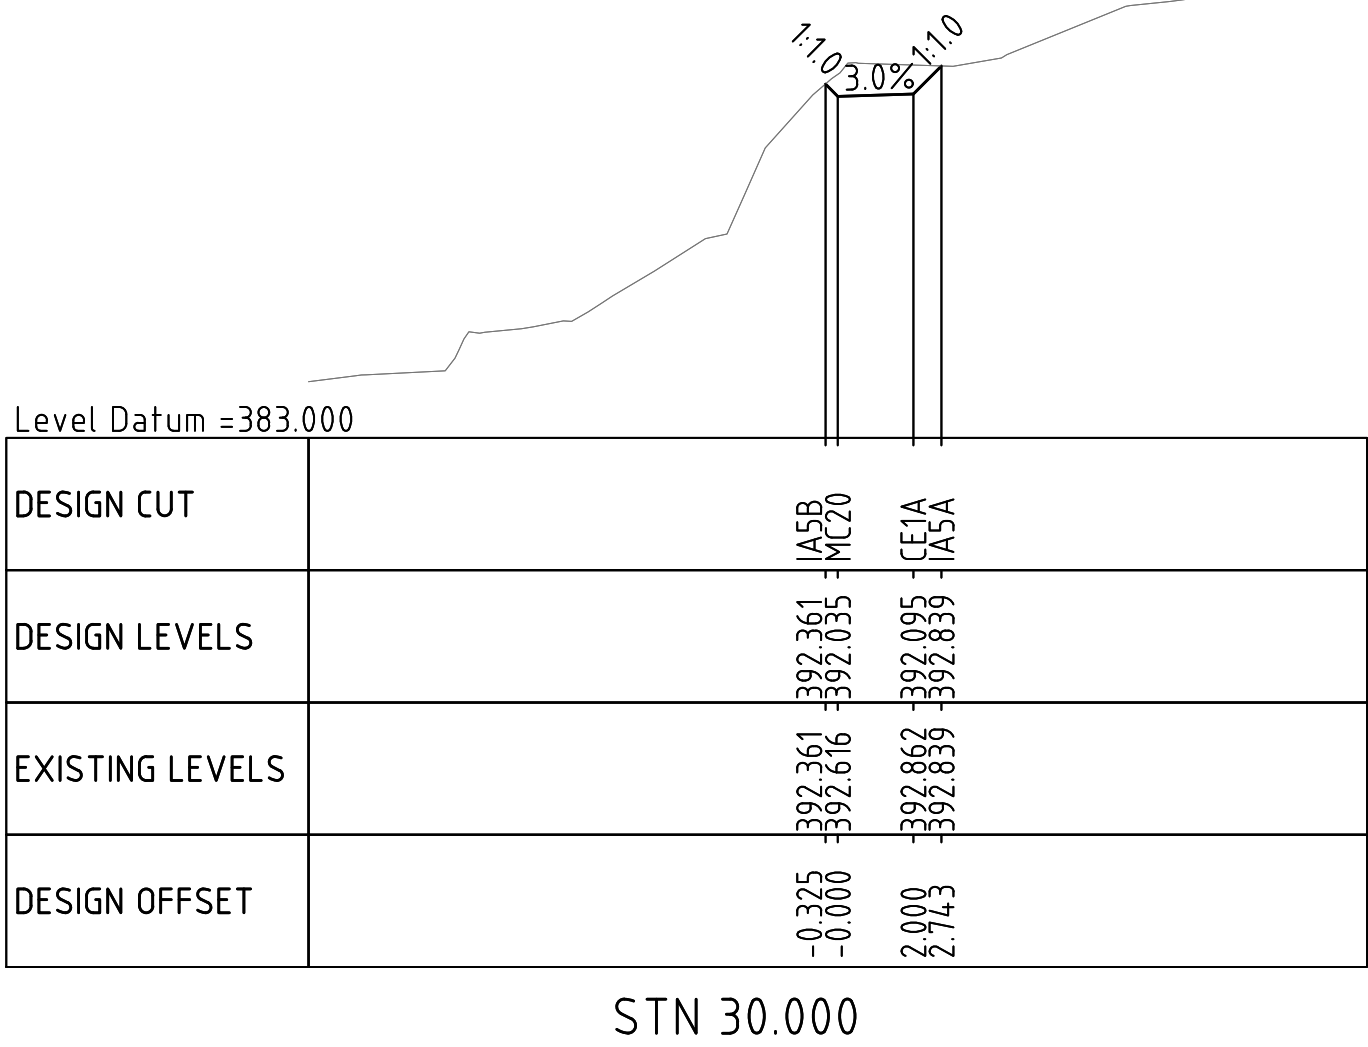 1:1.0
3.0%
1:1.0
Level Datum =383.000
DESIGN CUT
IA5B
MC20
CE1A
IA5A
DESIGN LEVELS
392.361
392.035
392.095
392.839
EXISTING LEVELS
392.361
392.616
392.862
392.839
DESIGN OFFSET
-0.325
-0.000
2.000
2.743
STN 30.000